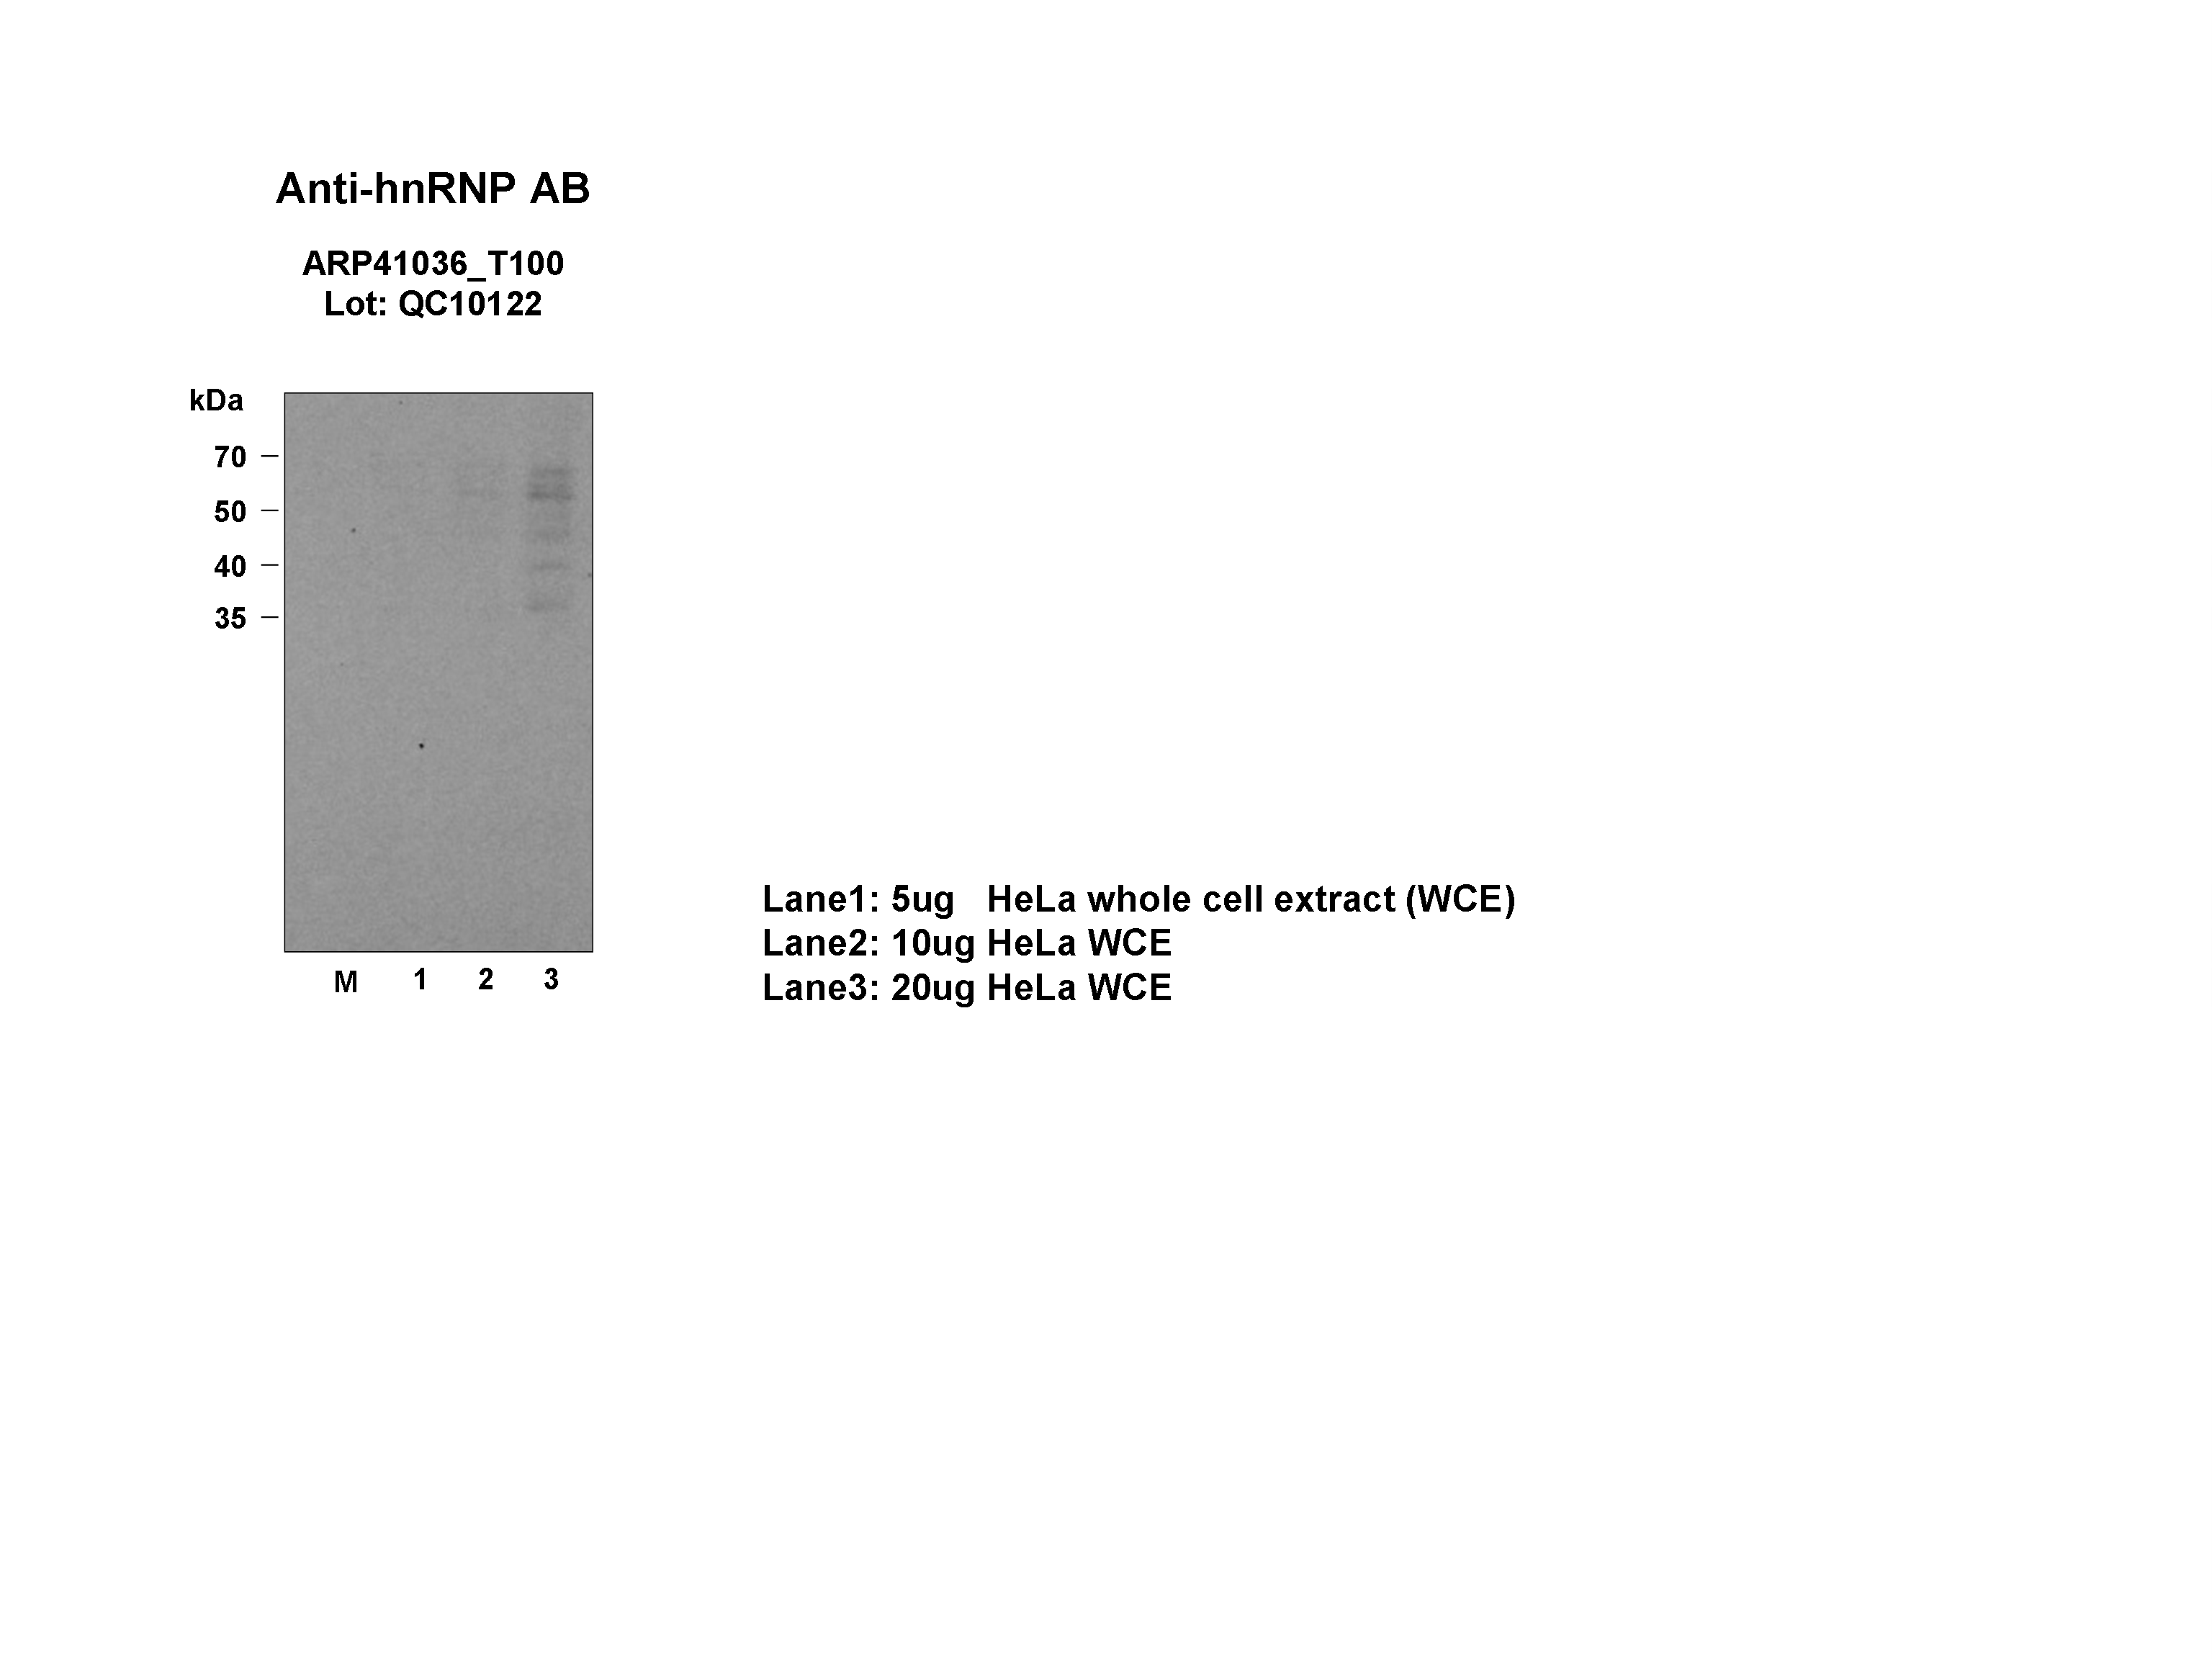 Anti-hnRNP AB
ARP41036_T100
Lot: QC10122
kDa
70
50
40
35
M 1 2 3
Lane1: 5ug   HeLa whole cell extract (WCE)
Lane2: 10ug HeLa WCE
Lane3: 20ug HeLa WCE